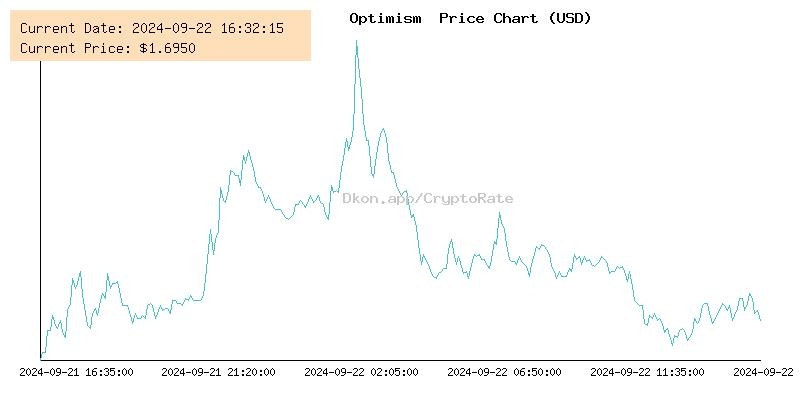 Optimism  Price Chart (USD)
Current Date: 2024-09-22 16:32:15
Current Price: $1.6950
Dkon.app/CryptoRate
2024-09-21 16:35:00 2024-09-21 21:20:00 2024-09-22 02:05:00 2024-09-22 06:50:00 2024-09-22 11:35:00 2024-09-22